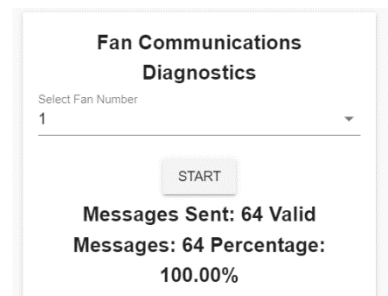 Fan Communications
Diagnostics
Select Fan Number
1
START
Messages Sent: 64 Valid
Messages: 64 Percentage:
100.00%